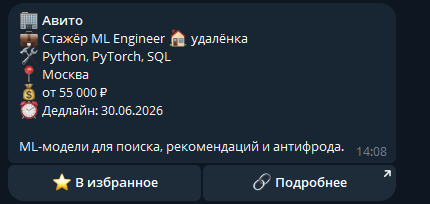 🏢 Авито
💼 Стажёр ML Engineer 🏠 удалёнка
🛠 Python, PyTorch, SQL
📍 Москва
💰 от 55 000 ₽
⏰ Дедлайн: 30.06.2026
ML-модели для поиска, рекомендаций и антифрода.
14:08
⭐ В избранное
🔗 Подробнее